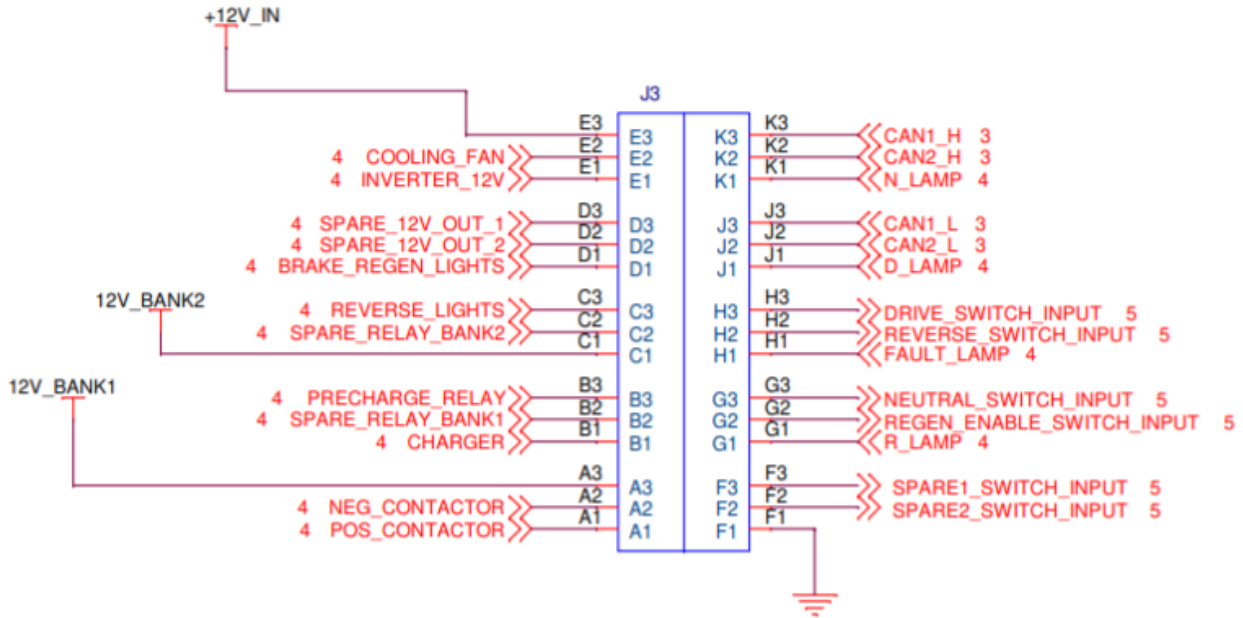 +12V_IN
J3
E3 E3 K3 K3 CAN1_H 3
4 COOLING_FAN E2 E2 K2 K2 CAN2_H 3
4 INVERTER_12V E1 E1 K1 K1 N_LAMP 4
4 SPARE_12V_OUT_1 D3 D3 J3 J3 CAN1_L 3
4 SPARE_12V_OUT_2 D2 D2 J2 J2 CAN2_L 3
4 BRAKE_REGEN_LIGHTS D1 D1 J1 J1 D_LAMP 4
12V_BANK2
4 REVERSE_LIGHTS C3 C3 H3 H3 DRIVE_SWITCH_INPUT 5
4 SPARE_RELAY_BANK2 C2 C2 H2 H2 REVERSE_SWITCH_INPUT 5
C1 C1 H1 H1 FAULT_LAMP 4
12V_BANK1
4 PRECHARGE_RELAY B3 B3 G3 G3 NEUTRAL_SWITCH_INPUT 5
4 SPARE_RELAY_BANK1 B2 B2 G2 G2 REGEN_ENABLE_SWITCH_INPUT 5
4 CHARGER B1 B1 G1 G1 R_LAMP 4
A3 A3 F3 F3 SPARE1_SWITCH_INPUT 5
4 NEG_CONTACTOR A2 A2 F2 F2 SPARE2_SWITCH_INPUT 5
4 POS_CONTACTOR A1 A1 F1 F1